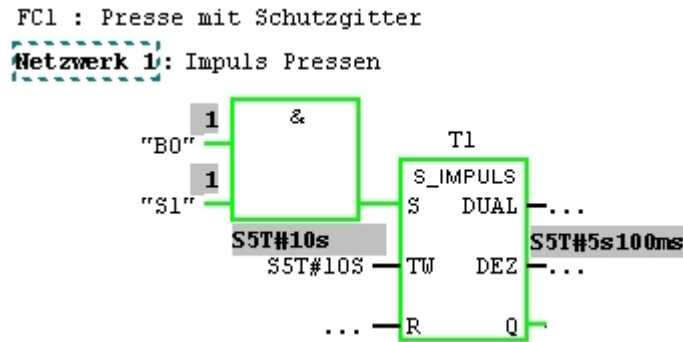 FC1 : Presse mit Schutzgitter
Netzwerk 1: Impuls Pressen
1 &
"B0" T1
1 S_IMPULS
"S1" S DUAL ...
S5T#10s S5T#5s100ms
S5T#10S TW DEZ ...
... R Q